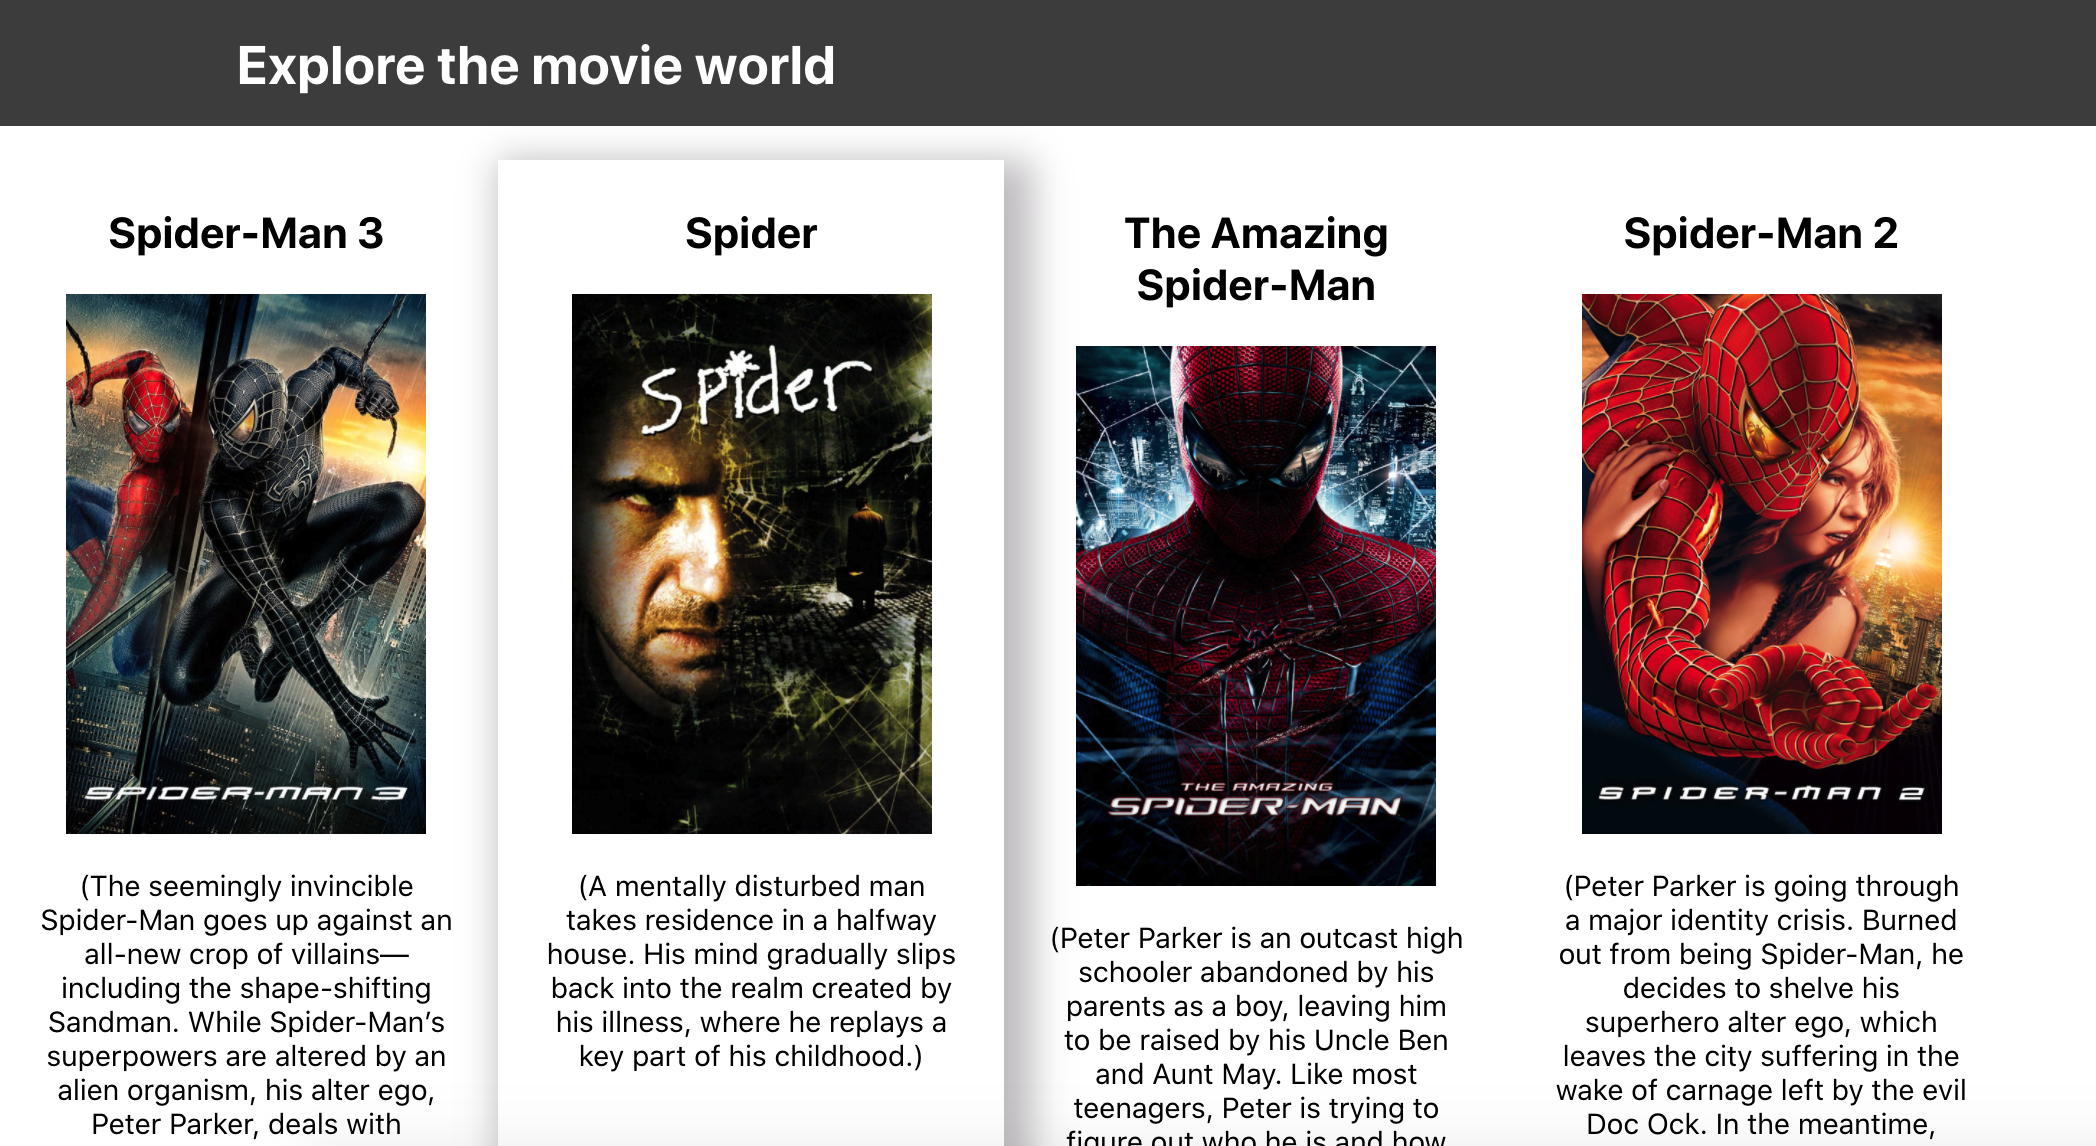 Explore the movie world
Spider-Man 3
SPIDER-MAN 3
(The seemingly invincible
Spider-Man goes up against an
all-new crop of villains—
including the shape-shifting
Sandman. While Spider-Man’s
superpowers are altered by an
alien organism, his alter ego,
Peter Parker, deals with
Spider
spider
(A mentally disturbed man
takes residence in a halfway
house. His mind gradually slips
back into the realm created by
his illness, where he replays a
key part of his childhood.)
The Amazing
Spider-Man
THE AMAZING
SPIDER-MAN
(Peter Parker is an outcast high
schooler abandoned by his
parents as a boy, leaving him
to be raised by his Uncle Ben
and Aunt May. Like most
teenagers, Peter is trying to
figure out who he is and how
Spider-Man 2
SPIDER-MAN 2
(Peter Parker is going through
a major identity crisis. Burned
out from being Spider-Man, he
decides to shelve his
superhero alter ego, which
leaves the city suffering in the
wake of carnage left by the evil
Doc Ock. In the meantime,